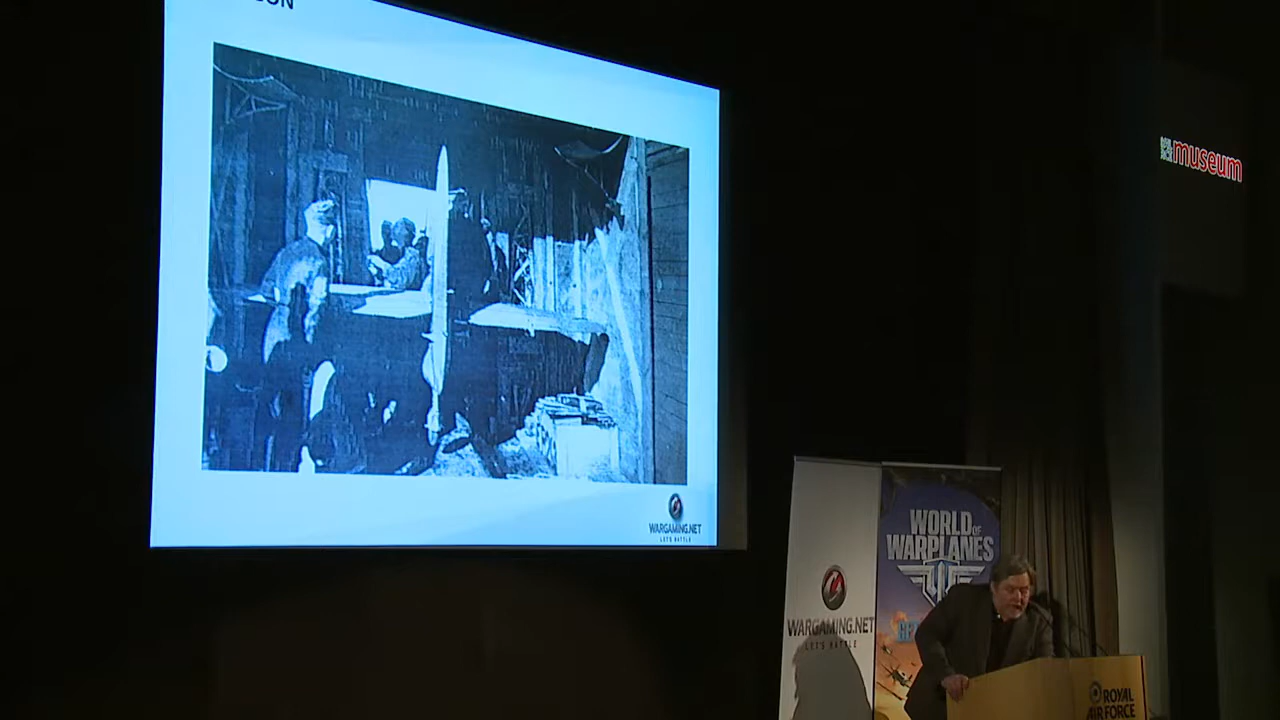 WARGAMING.NET
LET'S BATTLE
museum
WORLD OF
WARPLANES
WARGAMING.NET
LET'S BATTLE
ROYAL
AIR FORCE